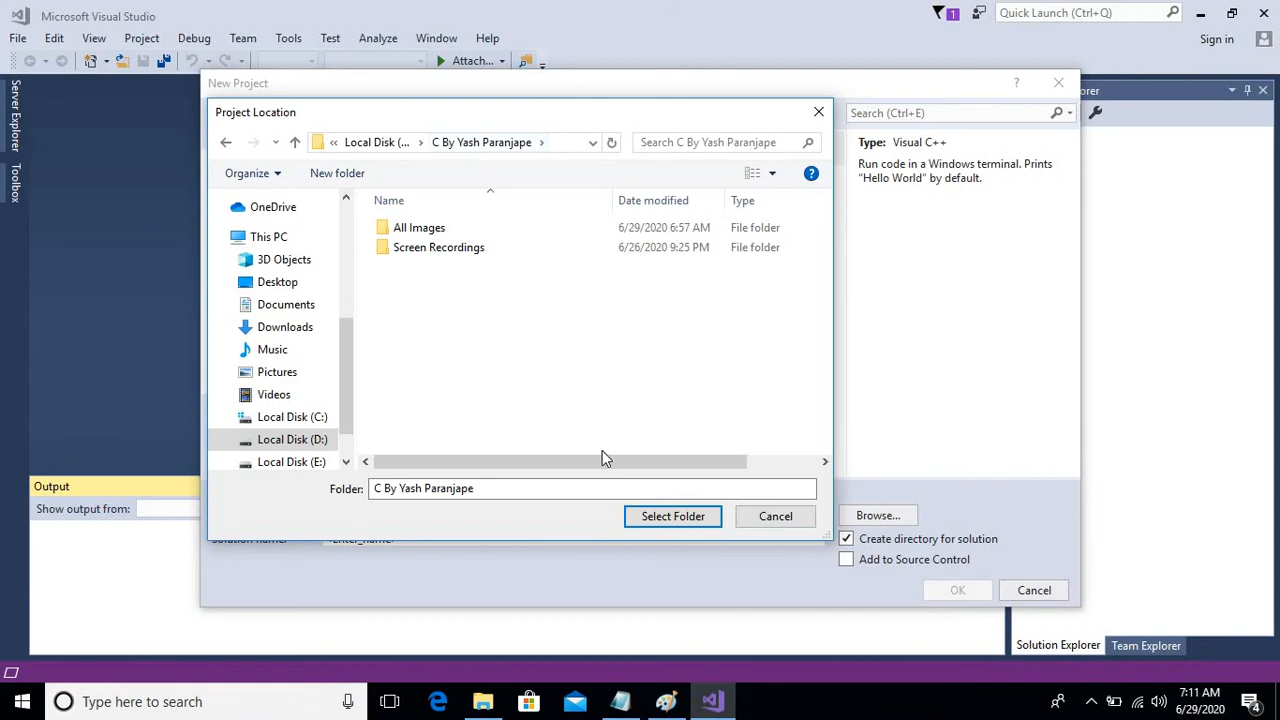 Microsoft Visual Studio
1
Quick Launch (Ctrl+Q)
File Edit View Project Debug Team Tools Test Analyze Window Help
Sign in
Attach...
Server Explorer
Toolbox
New Project
?
Project Location
Search (Ctrl+E)
« Local Disk (... › C By Yash Paranjape ›
Search C By Yash Paranjape
Type: Visual C++
Run code in a Windows terminal. Prints
"Hello World" by default.
Organize
New folder
?
Name Date modified Type
OneDrive
This PC
3D Objects
Desktop
Documents
Downloads
Music
Pictures
Videos
Local Disk (C:)
Local Disk (D:)
Local Disk (E:)
All Images 6/29/2020 6:57 AM File folder
Screen Recordings 6/26/2020 9:25 PM File folder
Folder: C By Yash Paranjape
Select Folder
Cancel
Browse...
Create directory for solution
Add to Source Control
OK
Cancel
Output
Show output from:
Solution Explorer
Team Explorer
Type here to search
7:11 AM
6/29/2020
4